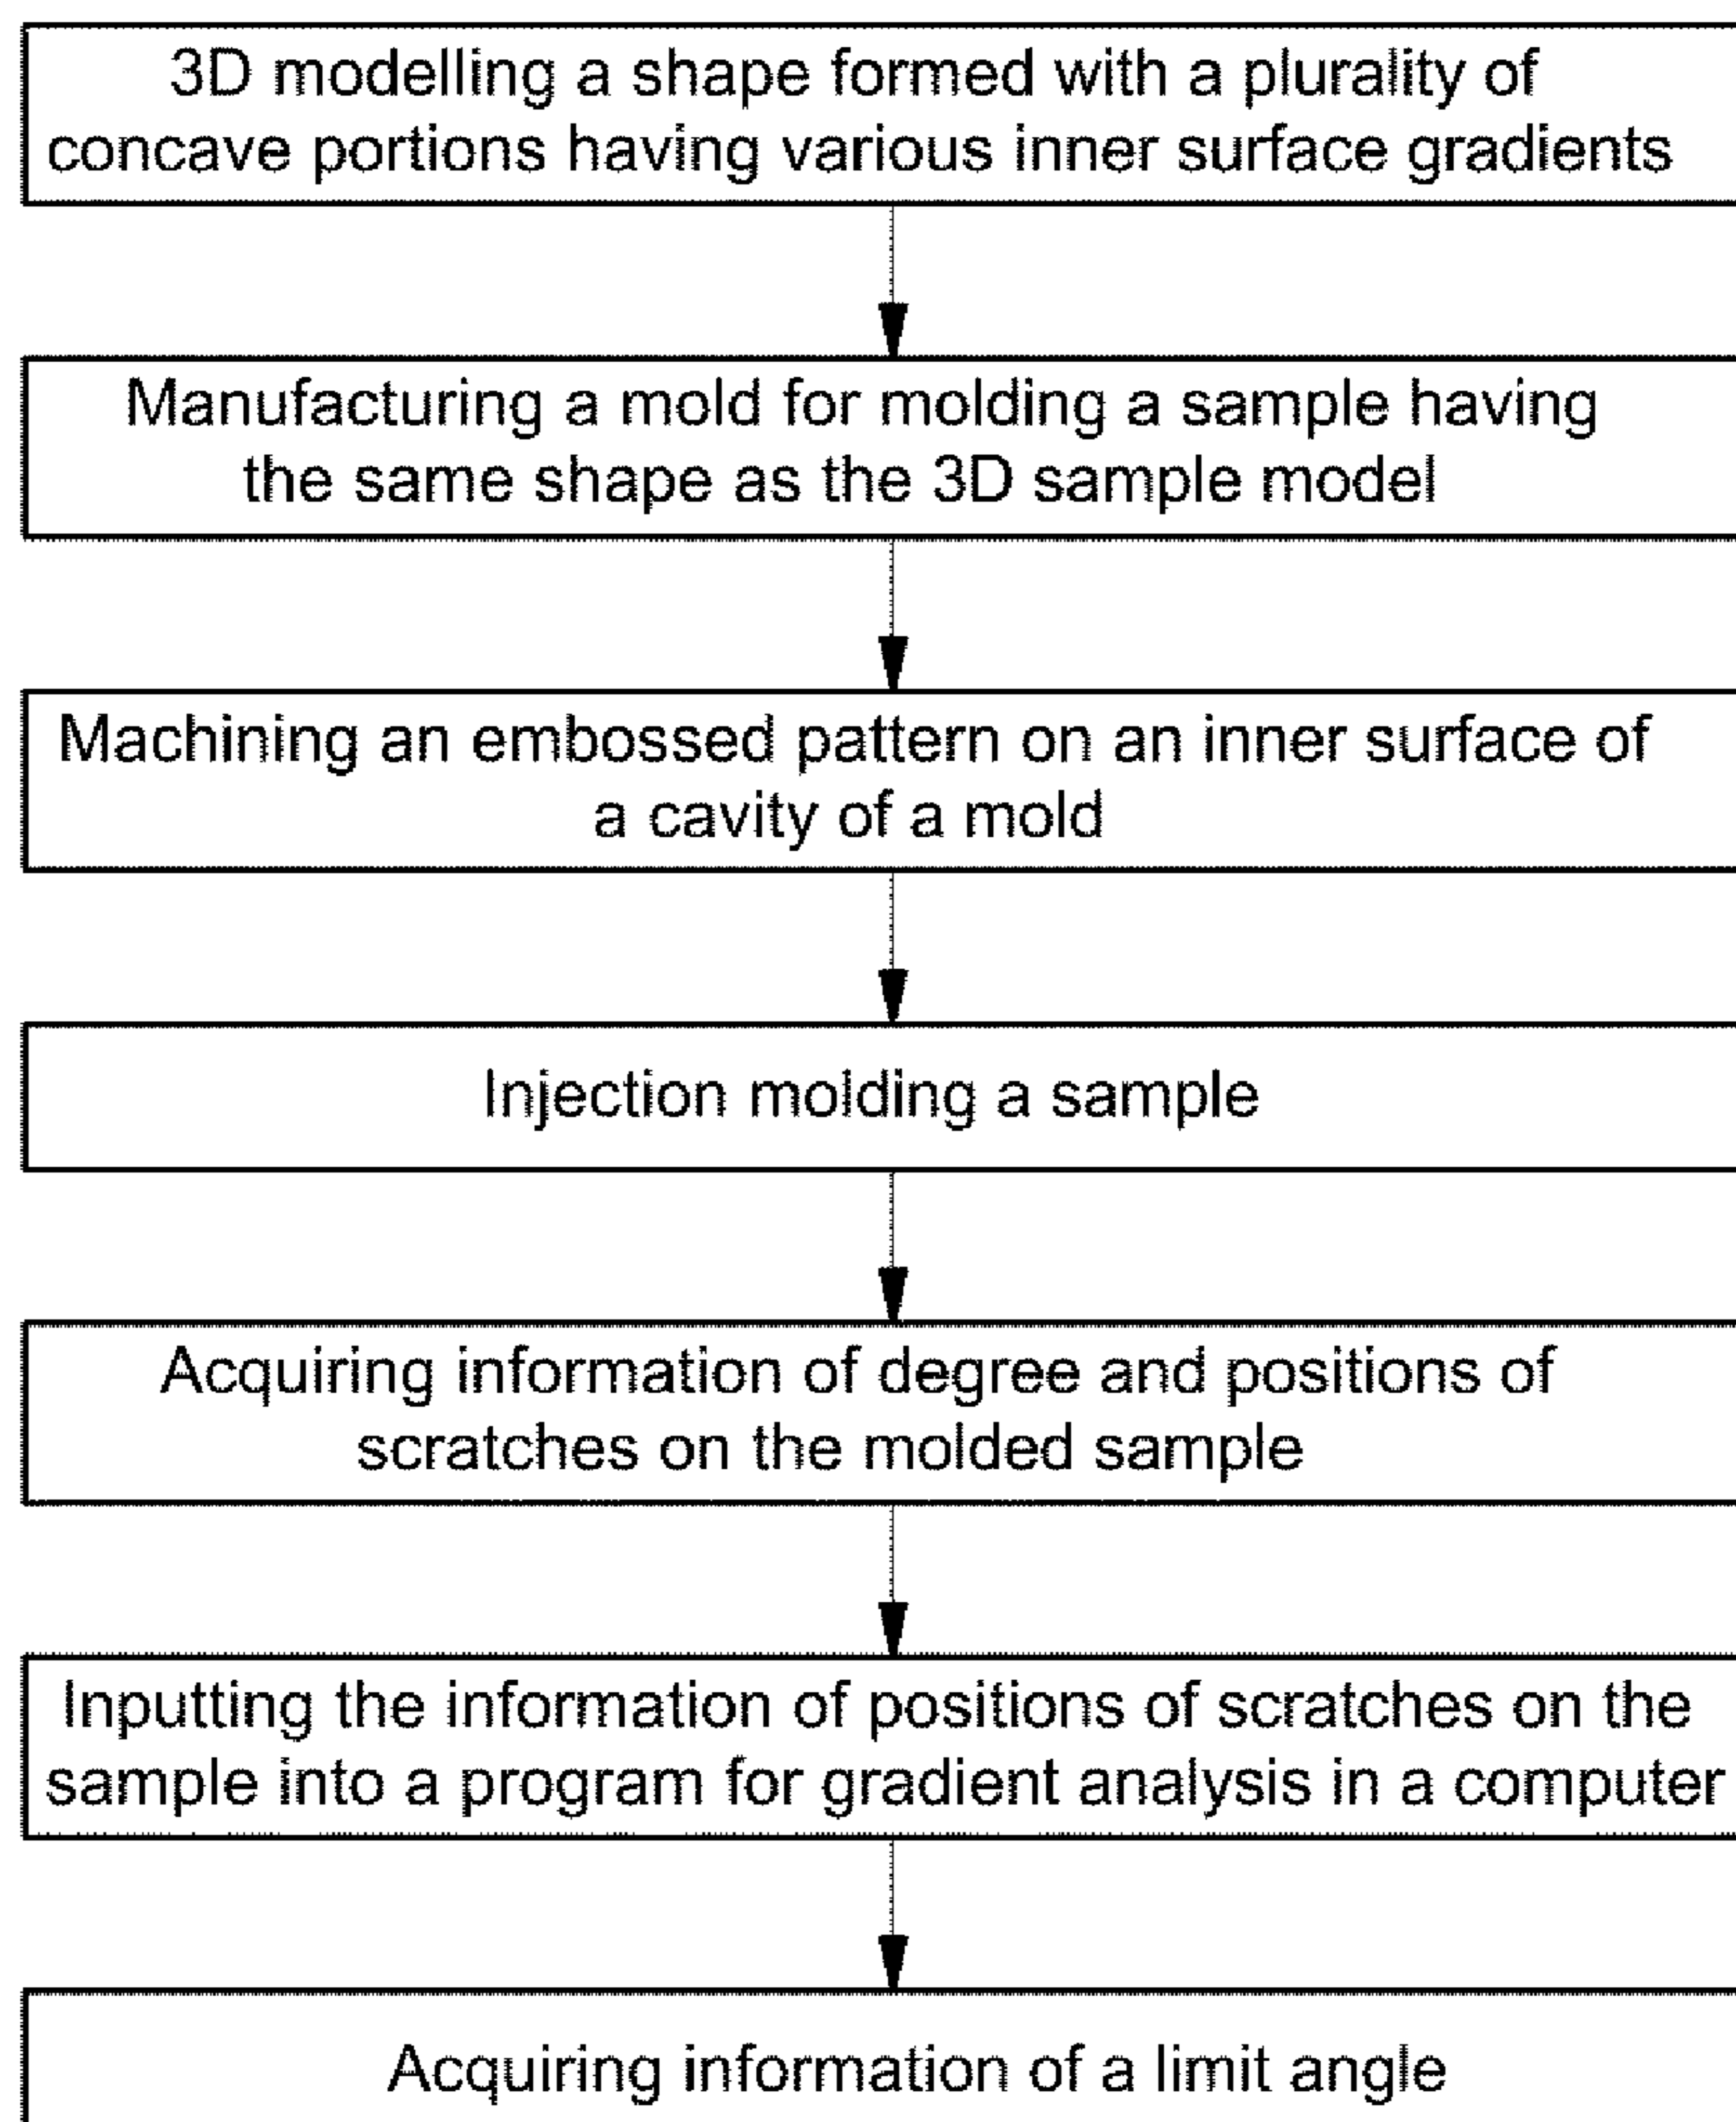 3D modelling a shape formed with a plurality of
concave portions having various inner surface gradients
Manufacturing a mold for molding a sample having
the same shape as the 3D sample model
Machining an embossed pattern on an inner surface of
a cavity of a mold
Injection molding a sample
Acquiring information of degree and positions of
scratches on the molded sample
Inputting the information of positions of scratches on the
sample into a program for gradient analysis in a computer
Acquiring information of a limit angle